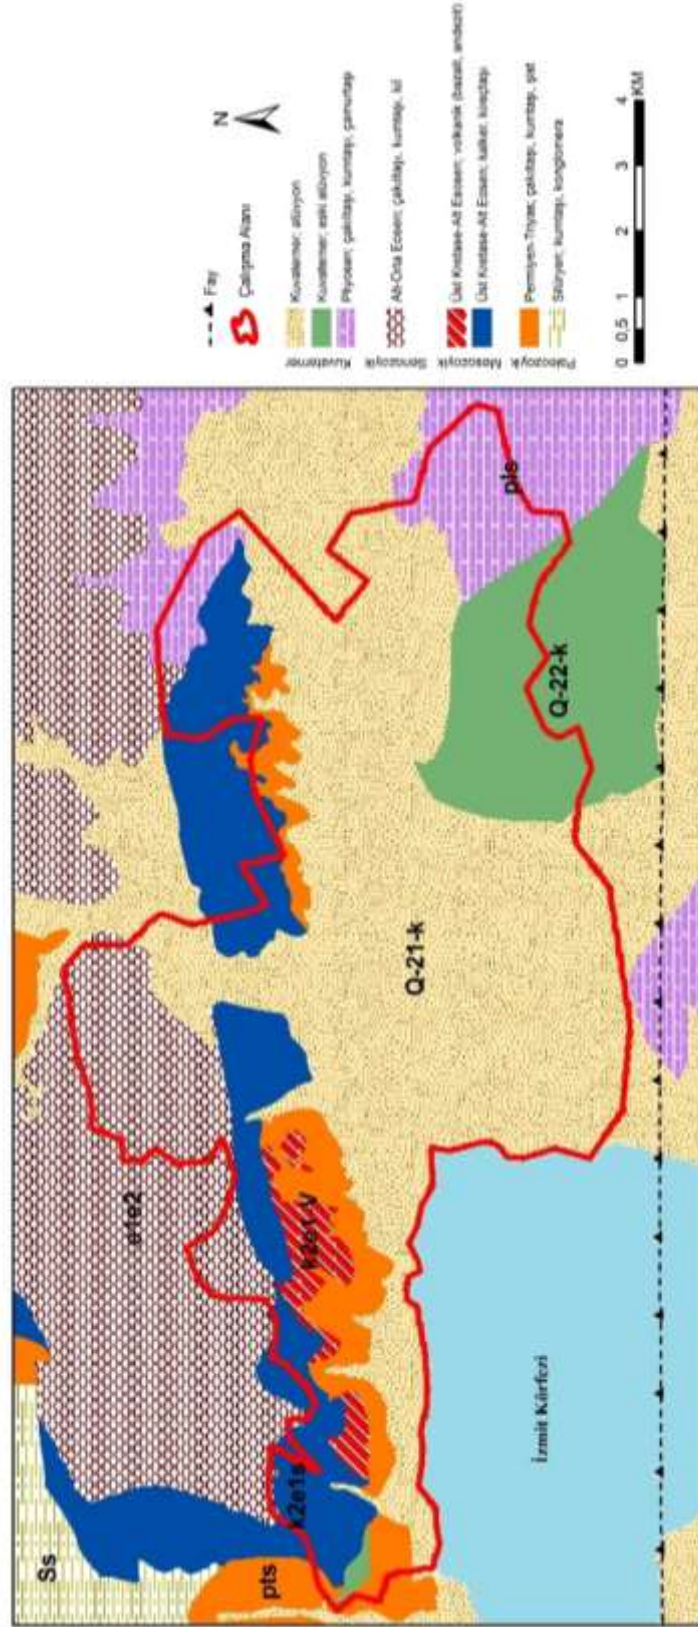 Ss
pts
k2e1s
e1e2
k2e1-V
Q-21-k
Q-22-k
pls
İzmit Körfezi
N
Fay
Çalışma Alanı
Kuvaterner
Kuvaterner; alüvyon
Kuvaterner; eski alüvyon
Pliyosen; çakıltaşı, kumtaşı, çamurtaşı
Senozoyik
Alt-Orta Eosen; çakıltaşı, kumtaşı, kil
Mesozoyik
Üst Kretase-Alt Eosen; volkanik (bazalt, andezit)
Üst Kretase-Alt Eosen; kalker, kireçtaşı
Paleozoyik
Permiyen-Triyas; çakıltaşı, kumtaşı, şist
Silüryen; kumtaşı, konglomera
0 0,5 1 2 3 4
KM